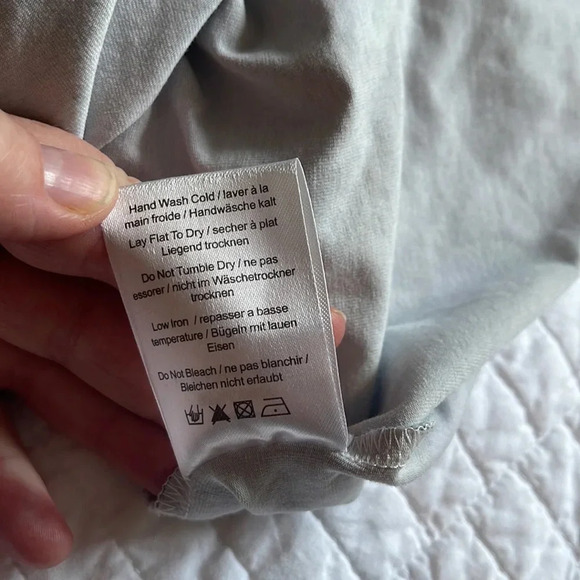 Hand Wash Cold / laver à la
main froide / Handwäsche kalt
Lay Flat To Dry / secher à plat
Liegend trocknen
Do Not Tumble Dry / ne pas
essorer / nicht im Wäschetrockner
trocknen
Low Iron / repasser a basse
temperature / Bügeln mit lauen
Eisen
Do Not Bleach / ne pas blanchir /
Bleichen nicht erlaubt